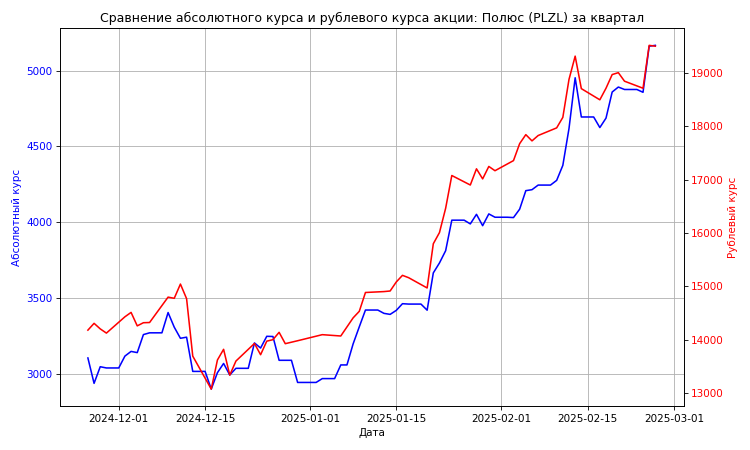 Сравнение абсолютного курса и рублевого курса акции: Полюс (PLZL) за квартал
5000
4500
4000
3500
3000
Абсолютный курс
19000
18000
17000
16000
15000
14000
13000
Рублевый курс
2024-12-01 2024-12-15 2025-01-01 2025-01-15 2025-02-01 2025-02-15 2025-03-01
Дата